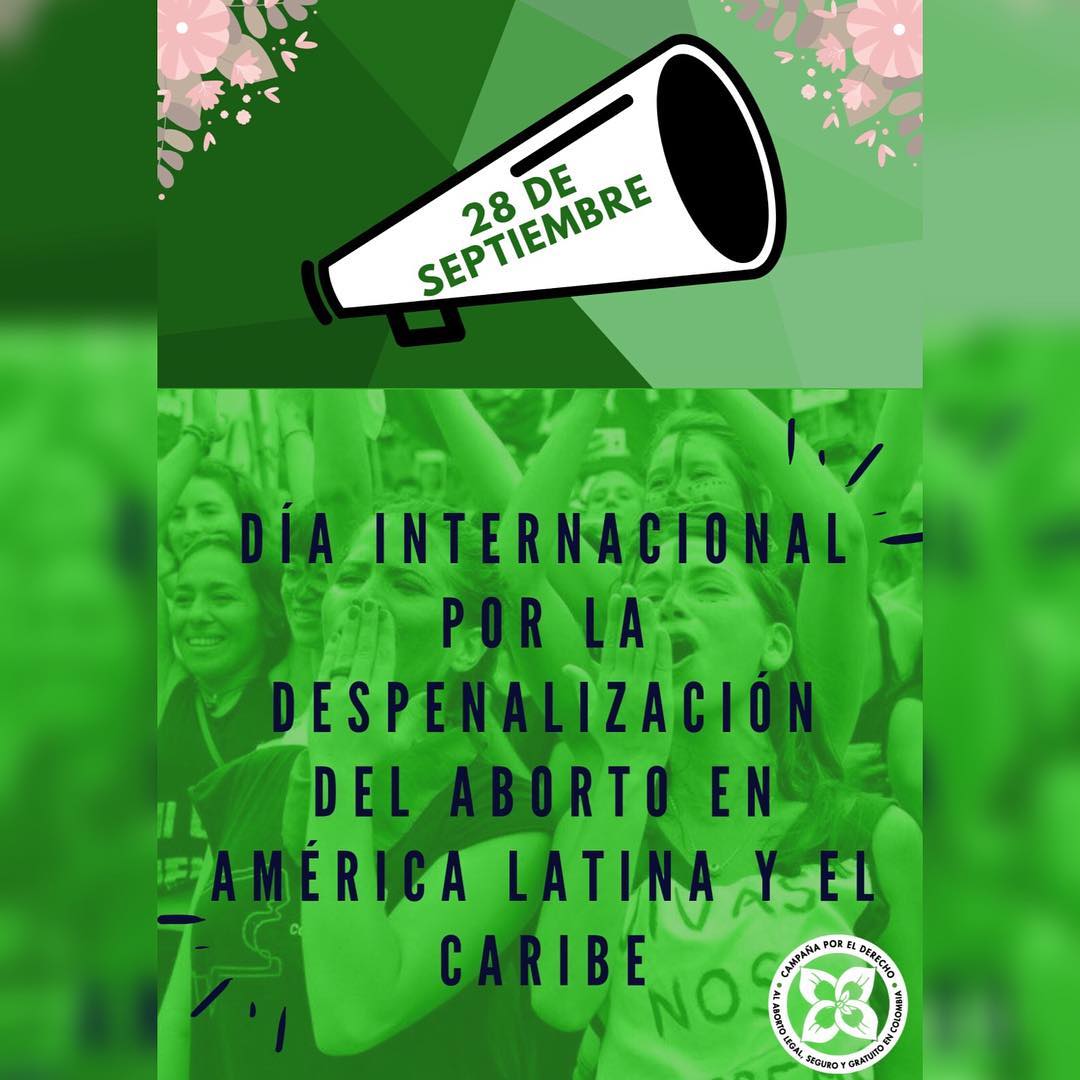 28 DE
SEPTIEMBRE
DÍA INTERNACIONAL
POR LA
DESPENALIZACIÓN
DEL ABORTO EN
AMÉRICA LATINA Y EL
CARIBE
NOS
CAMPAÑA POR EL DERECHO
AL ABORTO LEGAL, SEGURO Y GRATUITO EN COLOMBIA